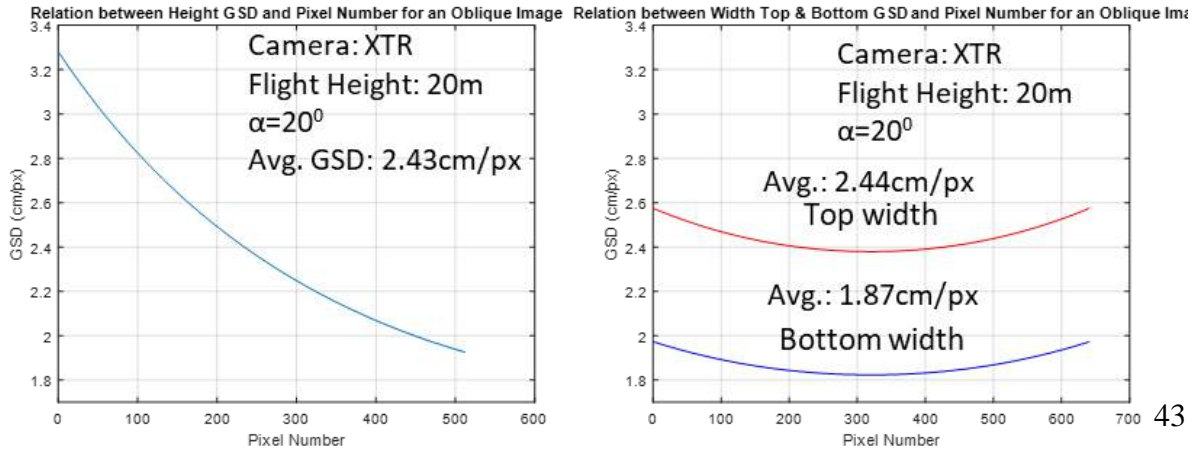 Relation between Height GSD and Pixel Number for an Oblique Image
3.4
3.2
3
2.8
2.6
2.4
2.2
2
1.8
GSD (cm/px)
Camera: XTR
Flight Height: 20m
α=20⁰
Avg. GSD: 2.43cm/px
0 100 200 300 400 500 600
Pixel Number
Relation between Width Top & Bottom GSD and Pixel Number for an Oblique Ima
3.4
3.2
3
2.8
2.6
2.4
2.2
2
1.8
GSD (cm/px)
Camera: XTR
Flight Height: 20m
α=20⁰
Avg.: 2.44cm/px
Top width
Avg.: 1.87cm/px
Bottom width
0 100 200 300 400 500 600 700
Pixel Number
43